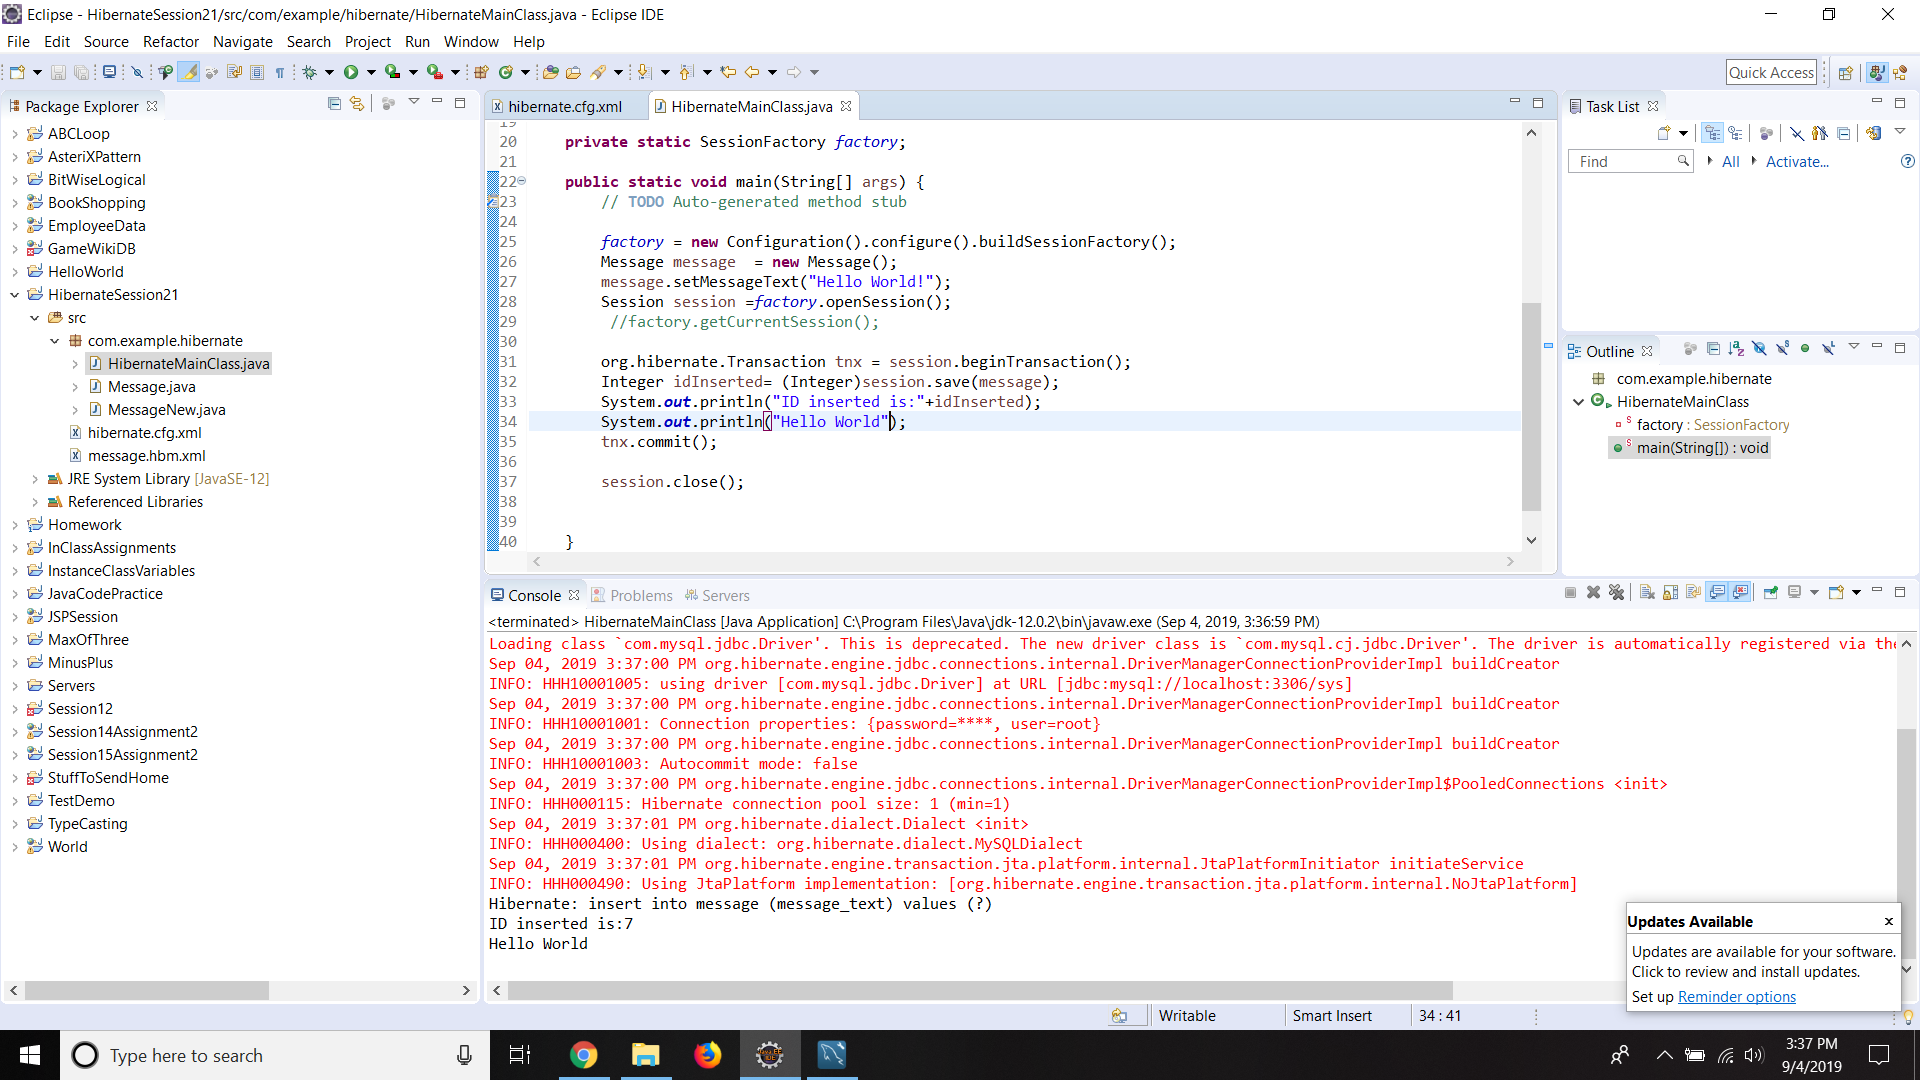 Eclipse - HibernateSession21/src/com/example/hibernate/HibernateMainClass.java - Eclipse IDE
File Edit Source Refactor Navigate Search Project Run Window Help
Quick Access
Package Explorer
ABCLoop
AsteriXPattern
BitWiseLogical
BookShopping
EmployeeData
GameWikiDB
HelloWorld
HibernateSession21
src
com.example.hibernate
HibernateMainClass.java
Message.java
MessageNew.java
hibernate.cfg.xml
message.hbm.xml
JRE System Library [JavaSE-12]
Referenced Libraries
Homework
InClassAssignments
InstanceClassVariables
JavaCodePractice
JSPSession
MaxOfThree
MinusPlus
Servers
Session12
Session14Assignment2
Session15Assignment2
StuffToSendHome
TestDemo
TypeCasting
World
hibernate.cfg.xml HibernateMainClass.java
19
20 private static SessionFactory factory;
21
22 public static void main(String[] args) {
23 // TODO Auto-generated method stub
24
25 factory = new Configuration().configure().buildSessionFactory();
26 Message message  = new Message();
27 message.setMessageText("Hello World!");
28 Session session =factory.openSession();
29 //factory.getCurrentSession();
30
31 org.hibernate.Transaction tnx = session.beginTransaction();
32 Integer idInserted= (Integer)session.save(message);
33 System.out.println("ID inserted is:"+idInserted);
34 System.out.println("Hello World");
35 tnx.commit();
36
37 session.close();
38
39
40 }
Task List
Find All Activate...
Outline
com.example.hibernate
HibernateMainClass
factory : SessionFactory
main(String[]) : void
Console Problems Servers
<terminated> HibernateMainClass [Java Application] C:\Program Files\Java\jdk-12.0.2\bin\javaw.exe (Sep 4, 2019, 3:36:59 PM)
Loading class `com.mysql.jdbc.Driver'. This is deprecated. The new driver class is `com.mysql.cj.jdbc.Driver'. The driver is automatically registered via the
Sep 04, 2019 3:37:00 PM org.hibernate.engine.jdbc.connections.internal.DriverManagerConnectionProviderImpl buildCreator
INFO: HHH10001005: using driver [com.mysql.jdbc.Driver] at URL [jdbc:mysql://localhost:3306/sys]
Sep 04, 2019 3:37:00 PM org.hibernate.engine.jdbc.connections.internal.DriverManagerConnectionProviderImpl buildCreator
INFO: HHH10001001: Connection properties: {password=****, user=root}
Sep 04, 2019 3:37:00 PM org.hibernate.engine.jdbc.connections.internal.DriverManagerConnectionProviderImpl buildCreator
INFO: HHH10001003: Autocommit mode: false
Sep 04, 2019 3:37:00 PM org.hibernate.engine.jdbc.connections.internal.DriverManagerConnectionProviderImpl$PooledConnections <init>
INFO: HHH000115: Hibernate connection pool size: 1 (min=1)
Sep 04, 2019 3:37:01 PM org.hibernate.dialect.Dialect <init>
INFO: HHH000400: Using dialect: org.hibernate.dialect.MySQLDialect
Sep 04, 2019 3:37:01 PM org.hibernate.engine.transaction.jta.platform.internal.JtaPlatformInitiator initiateService
INFO: HHH000490: Using JtaPlatform implementation: [org.hibernate.engine.transaction.jta.platform.internal.NoJtaPlatform]
Hibernate: insert into message (message_text) values (?)
ID inserted is:7
Hello World
Updates Available x
Updates are available for your software.
Click to review and install updates.
Set up Reminder options
Writable Smart Insert 34 : 41
Type here to search
3:37 PM
9/4/2019